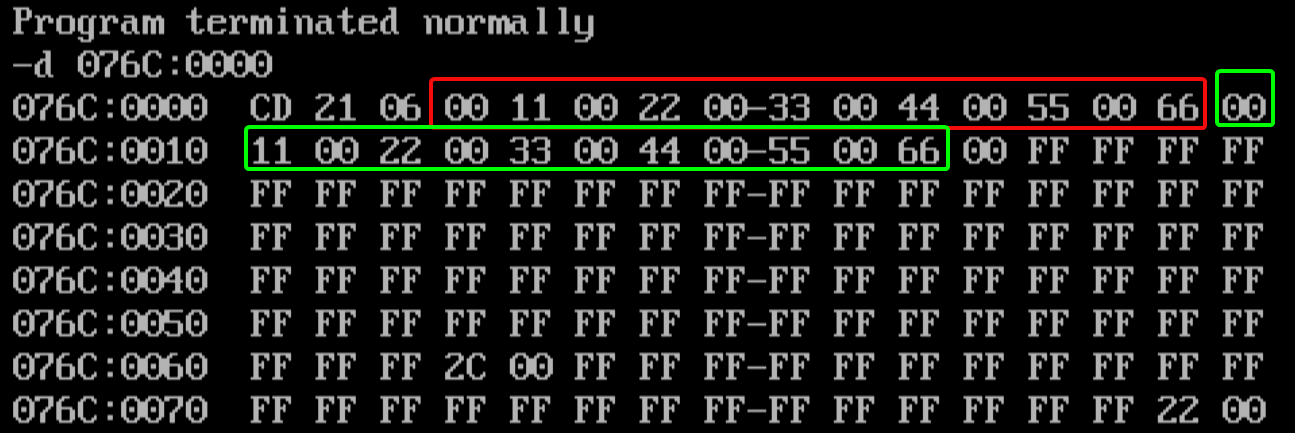 Program terminated normally
-d 076C:0000
076C:0000 CD 21 06 00 11 00 22 00-33 00 44 00 55 00 66 00
076C:0010 11 00 22 00 33 00 44 00-55 00 66 00 FF FF FF FF
076C:0020 FF FF FF FF FF FF FF FF-FF FF FF FF FF FF FF FF
076C:0030 FF FF FF FF FF FF FF FF-FF FF FF FF FF FF FF FF
076C:0040 FF FF FF FF FF FF FF FF-FF FF FF FF FF FF FF FF
076C:0050 FF FF FF FF FF FF FF FF-FF FF FF FF FF FF FF FF
076C:0060 FF FF FF 2C 00 FF FF FF-FF FF FF FF FF FF FF FF
076C:0070 FF FF FF FF FF FF FF FF-FF FF FF FF FF FF 22 00